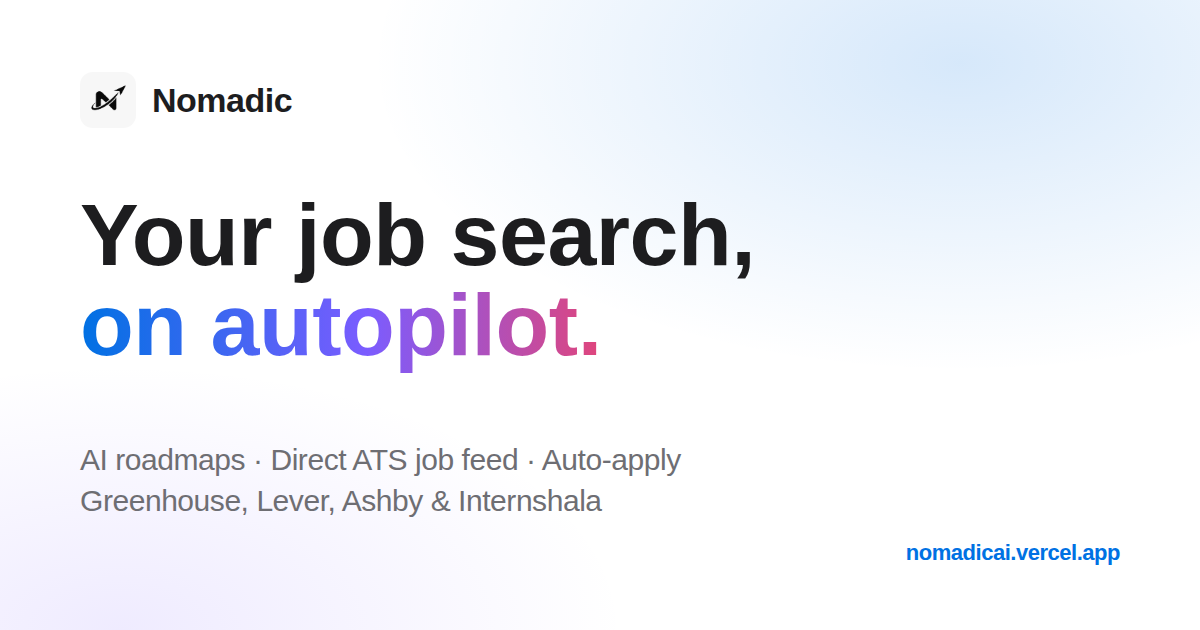 Nomadic
Your job search,
on autopilot.
AI roadmaps · Direct ATS job feed · Auto-apply
Greenhouse, Lever, Ashby & Internshala
nomadicai.vercel.app